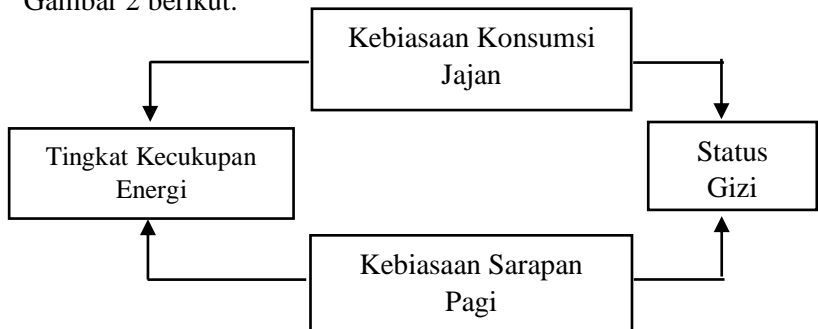 Gambar 2 berikut.
Kebiasaan Konsumsi
Jajan
Tingkat Kecukupan
Energi
Status
Gizi
Kebiasaan Sarapan
Pagi